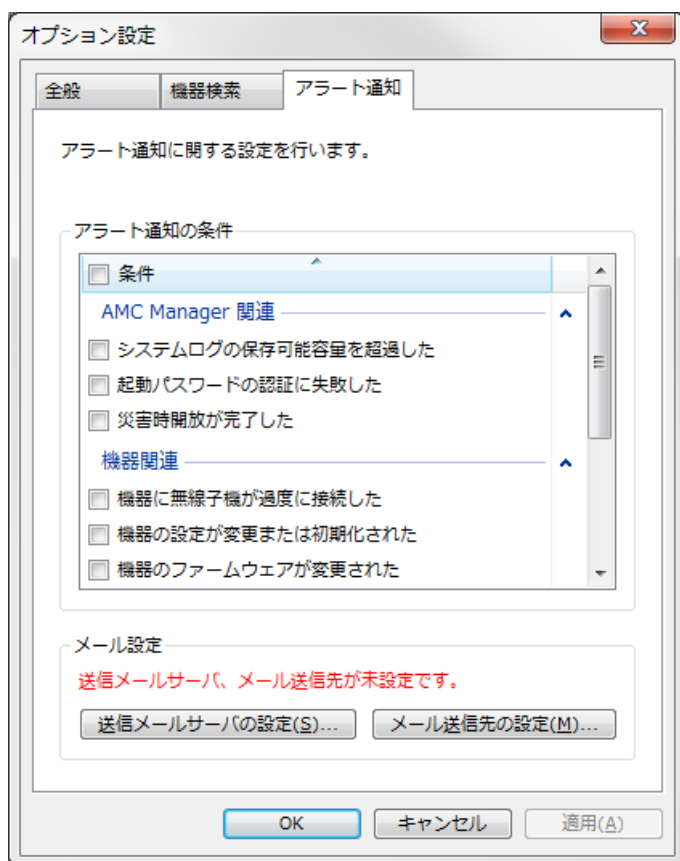 オプション設定
全般 機器検索 アラート通知
アラート通知に関する設定を行います。
アラート通知の条件
条件
AMC Manager 関連
システムログの保存可能容量を超過した
起動パスワードの認証に失敗した
災害時開放が完了した
機器関連
機器に無線子機が過度に接続した
機器の設定が変更または初期化された
機器のファームウェアが変更された
メール設定
送信メールサーバ、メール送信先が未設定です。
送信メールサーバの設定(S)... メール送信先の設定(M)...
OK キャンセル 適用(A)